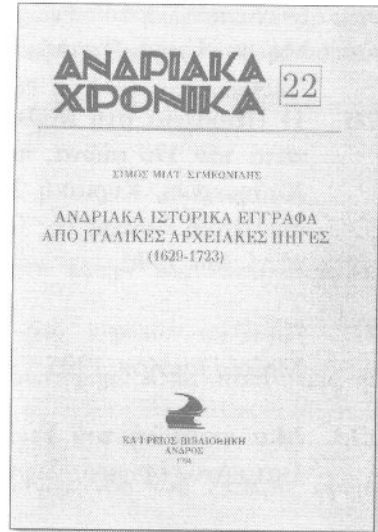 ΑΝΔΡΙΑΚΑ
ΧΡΟΝΙΚΑ 22
ΣΙΜΟΣ ΜΙΛΤ. ΣΥΜΕΩΝΙΔΗΣ
ΑΝΔΡΙΑΚΑ ΙΣΤΟΡΙΚΑ ΕΓΓΡΑΦΑ
ΑΠΟ ΙΤΑΛΙΚΕΣ ΑΡΧΕΙΑΚΕΣ ΠΗΓΕΣ
(1629-1723)
ΚΑΪΡΕΙΟΣ ΒΙΒΛΙΟΘΗΚΗ
ΑΝΔΡΟΣ